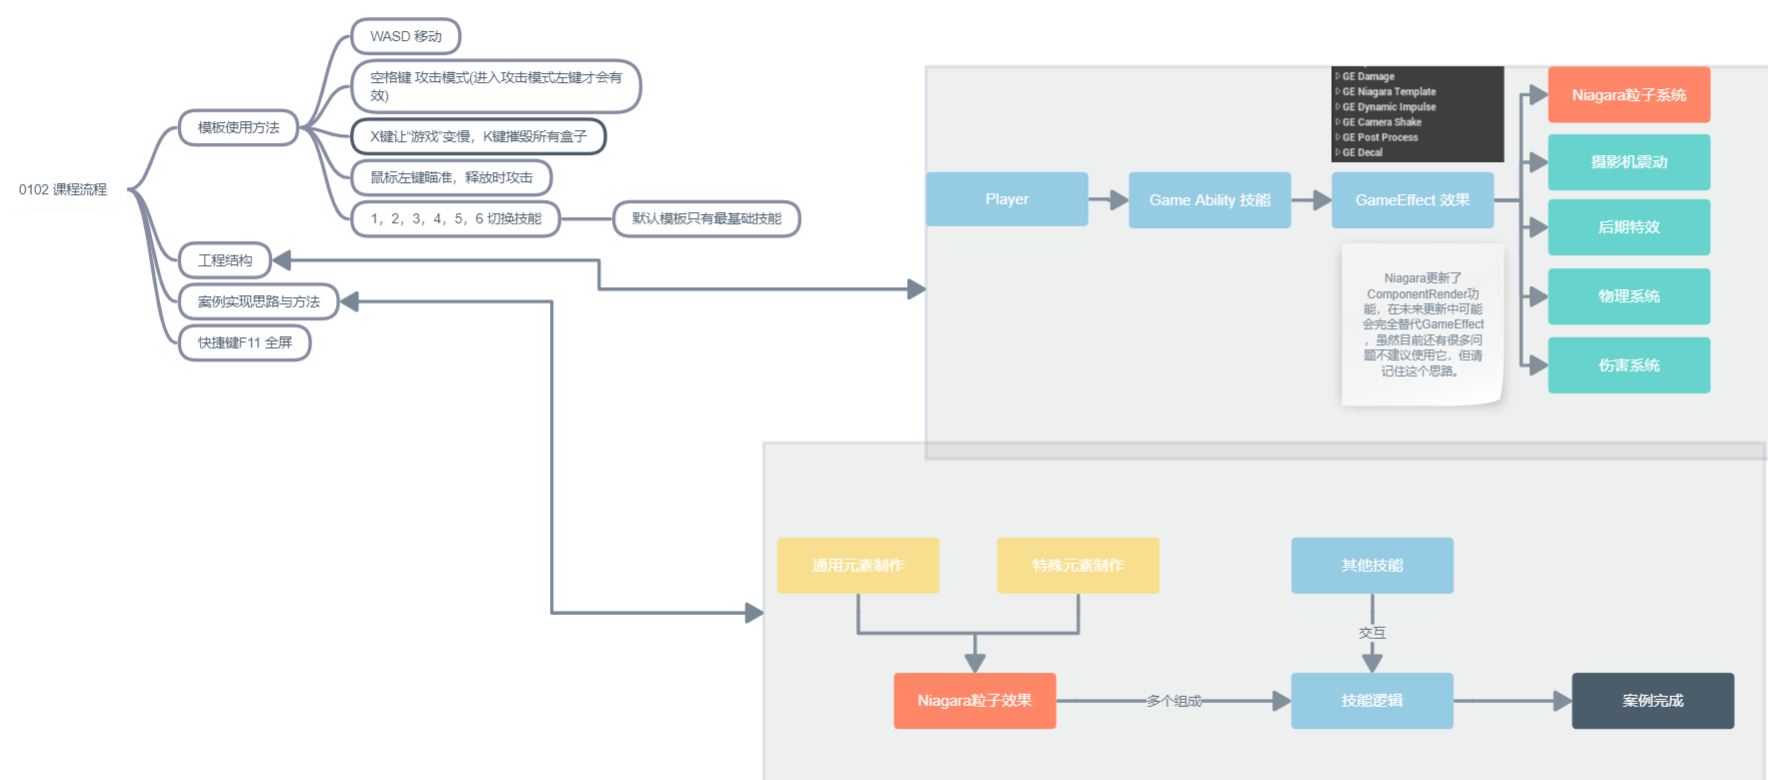 0102 课程流程
模板使用方法
WASD 移动
空格键 攻击模式(进入攻击模式左键才会有
效)
X键让“游戏”变慢，K键摧毁所有盒子
鼠标左键瞄准，释放时攻击
1，2，3，4，5，6 切换技能
默认模板只有最基础技能
工程结构
案例实现思路与方法
快捷键F11 全屏
GE Damage
GE Niagara Template
GE Dynamic Impulse
GE Camera Shake
GE Post Process
GE Decal
Player
Game Ability 技能
GameEffect 效果
Niagara粒子系统
摄影机震动
后期特效
物理系统
伤害系统
Niagara更新了
ComponentRender功
能，在未来更新中可能
会完全替代GameEffect
，虽然目前还有很多问
题不建议使用它，但请
记住这个思路。
通用元素制作
特殊元素制作
其他技能
交互
Niagara粒子效果
多个组成
技能逻辑
案例完成